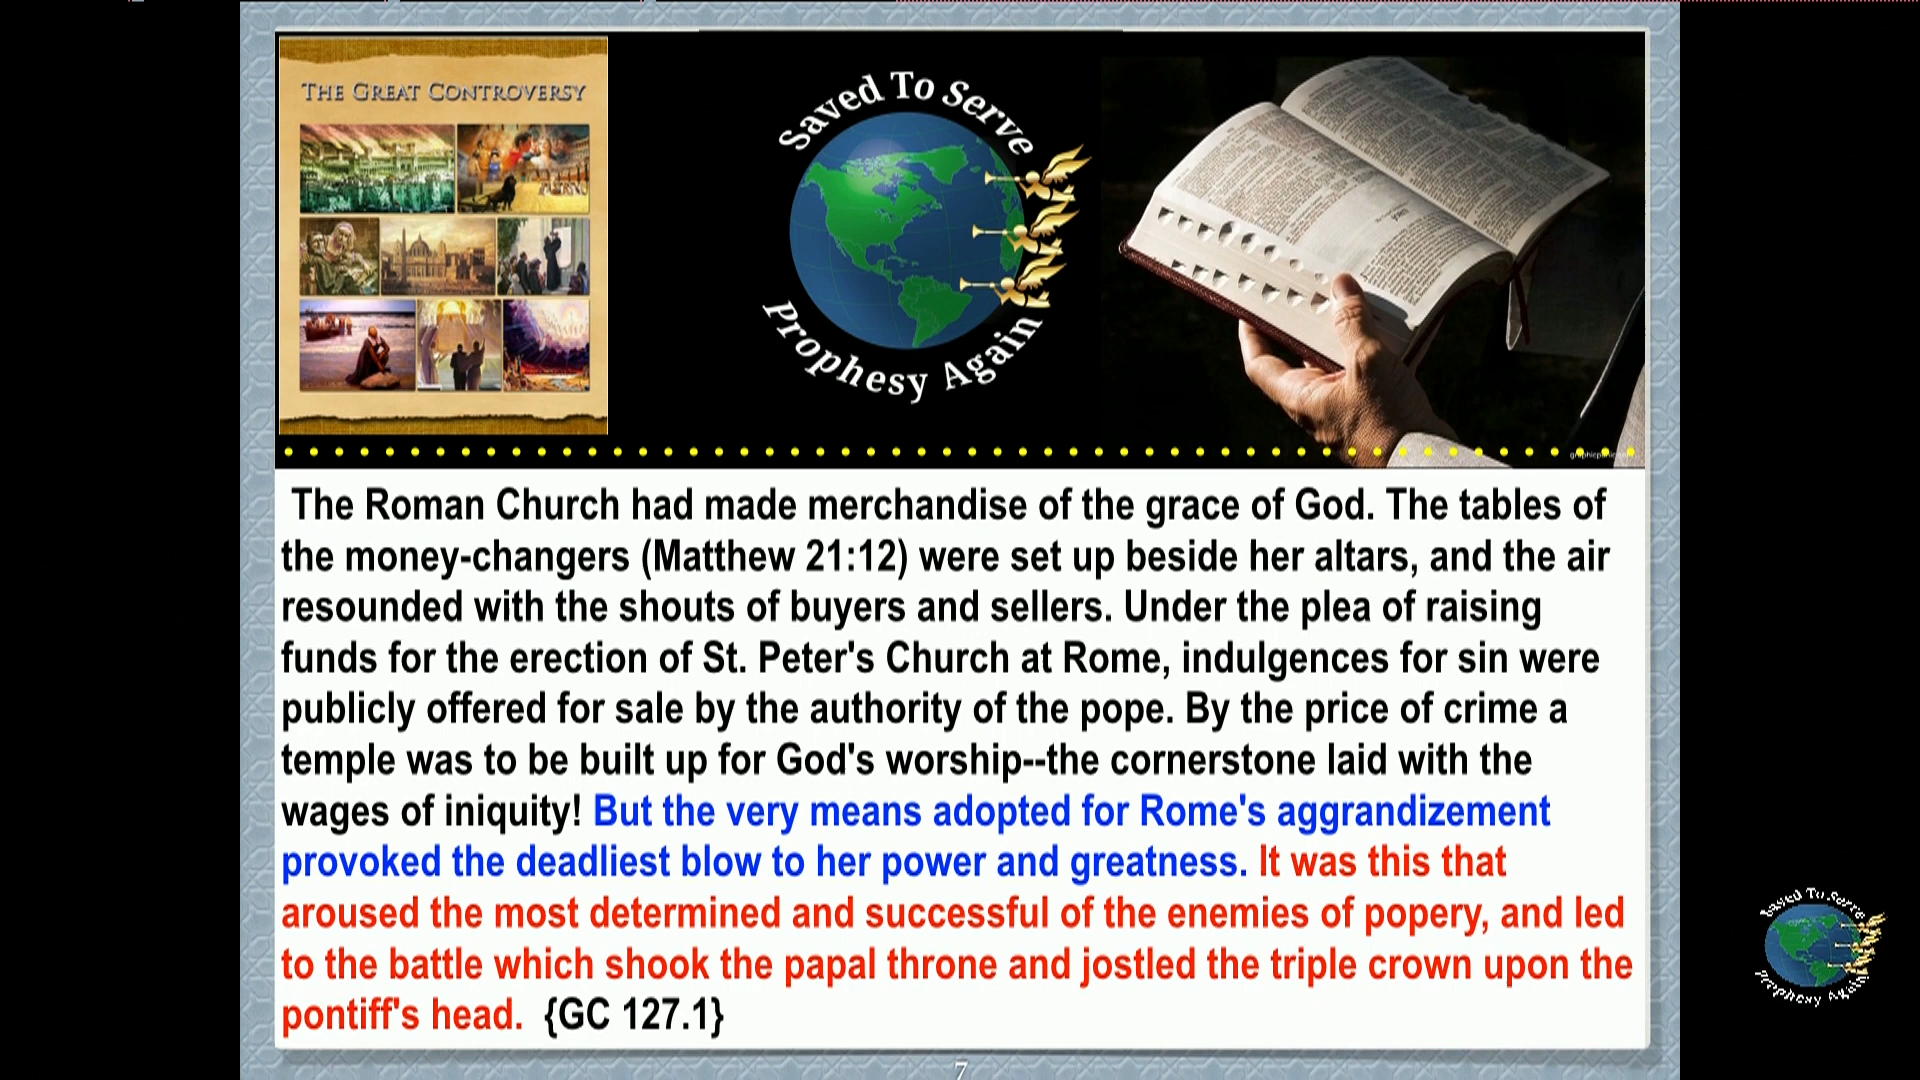 THE GREAT CONTROVERSY
Saved To Serve
Prophesy Again
The Roman Church had made merchandise of the grace of God. The tables of
the money-changers (Matthew 21:12) were set up beside her altars, and the air
resounded with the shouts of buyers and sellers. Under the plea of raising
funds for the erection of St. Peter's Church at Rome, indulgences for sin were
publicly offered for sale by the authority of the pope. By the price of crime a
temple was to be built up for God's worship--the cornerstone laid with the
wages of iniquity! But the very means adopted for Rome's aggrandizement
provoked the deadliest blow to her power and greatness. It was this that
aroused the most determined and successful of the enemies of popery, and led
to the battle which shook the papal throne and jostled the triple crown upon the
pontiff's head. {GC 127.1}
7
Saved To Serve
Prophesy Again